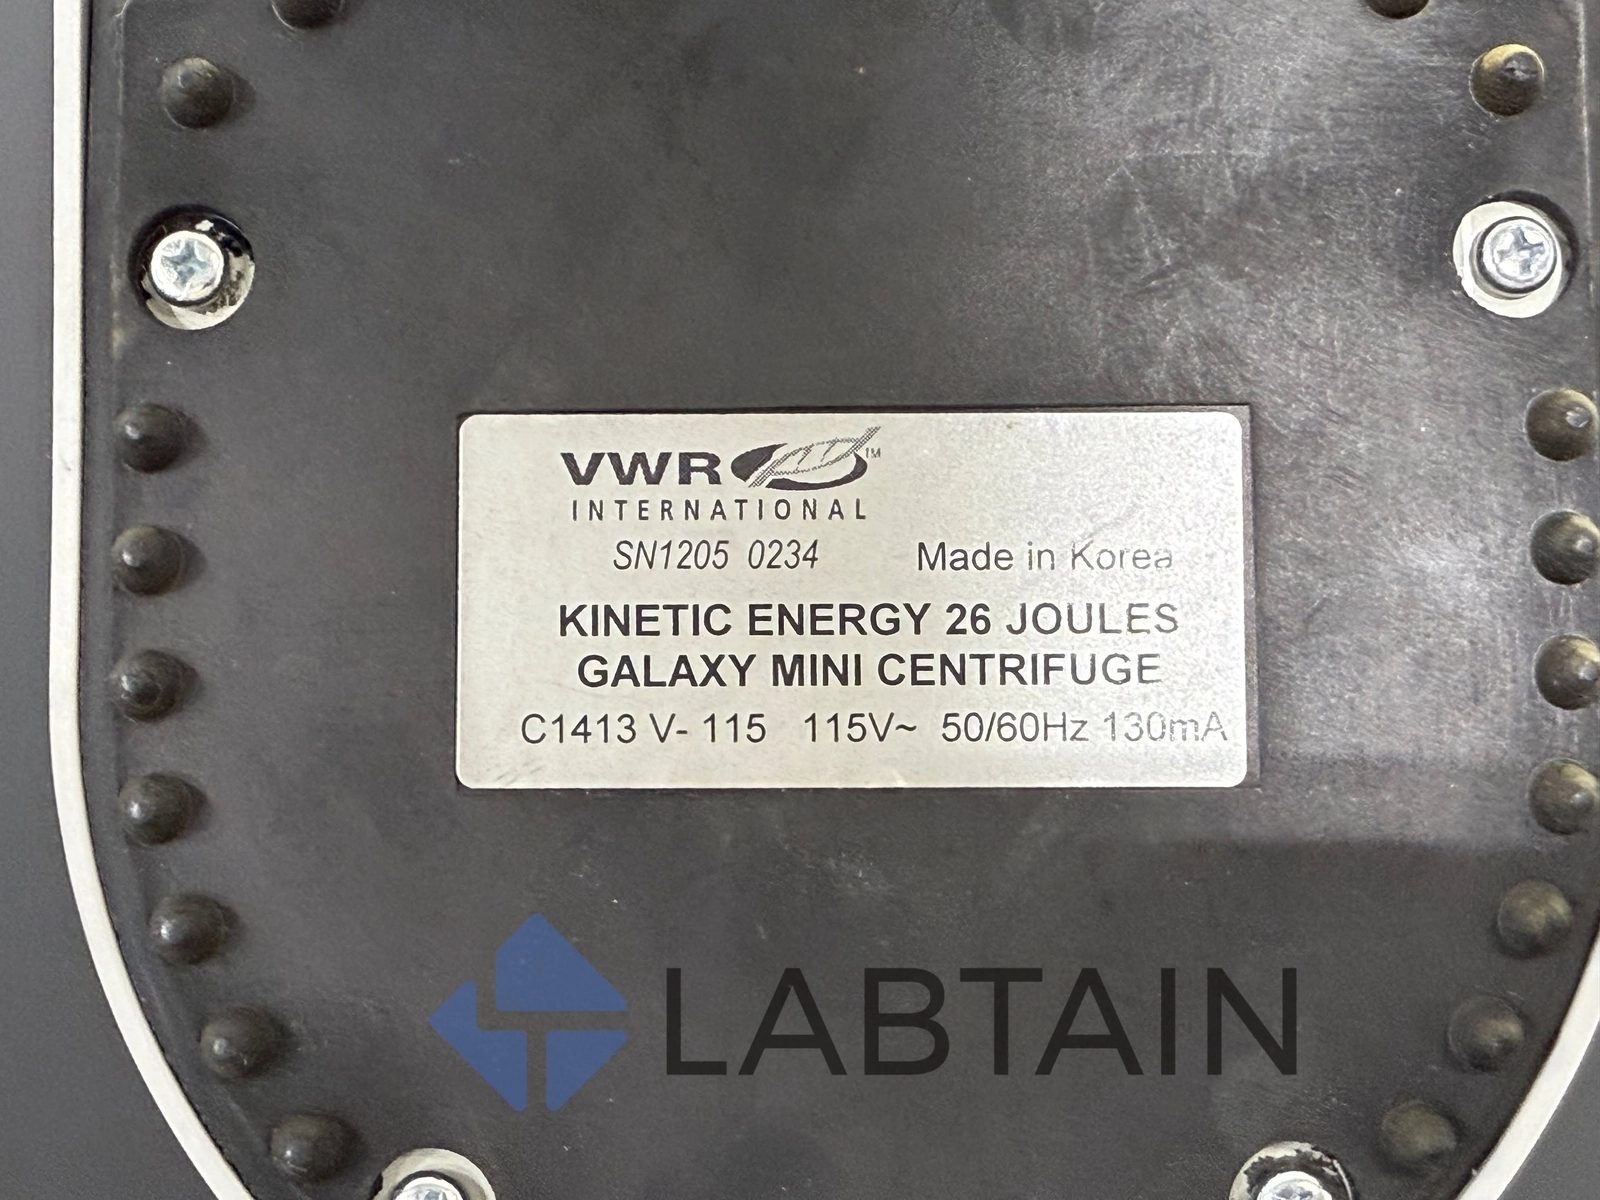 VWR TM
INTERNATIONAL
SN1205 0234 Made in Korea
KINETIC ENERGY 26 JOULES
GALAXY MINI CENTRIFUGE
C1413 V- 115 115V~ 50/60Hz 130mA
LABTAIN